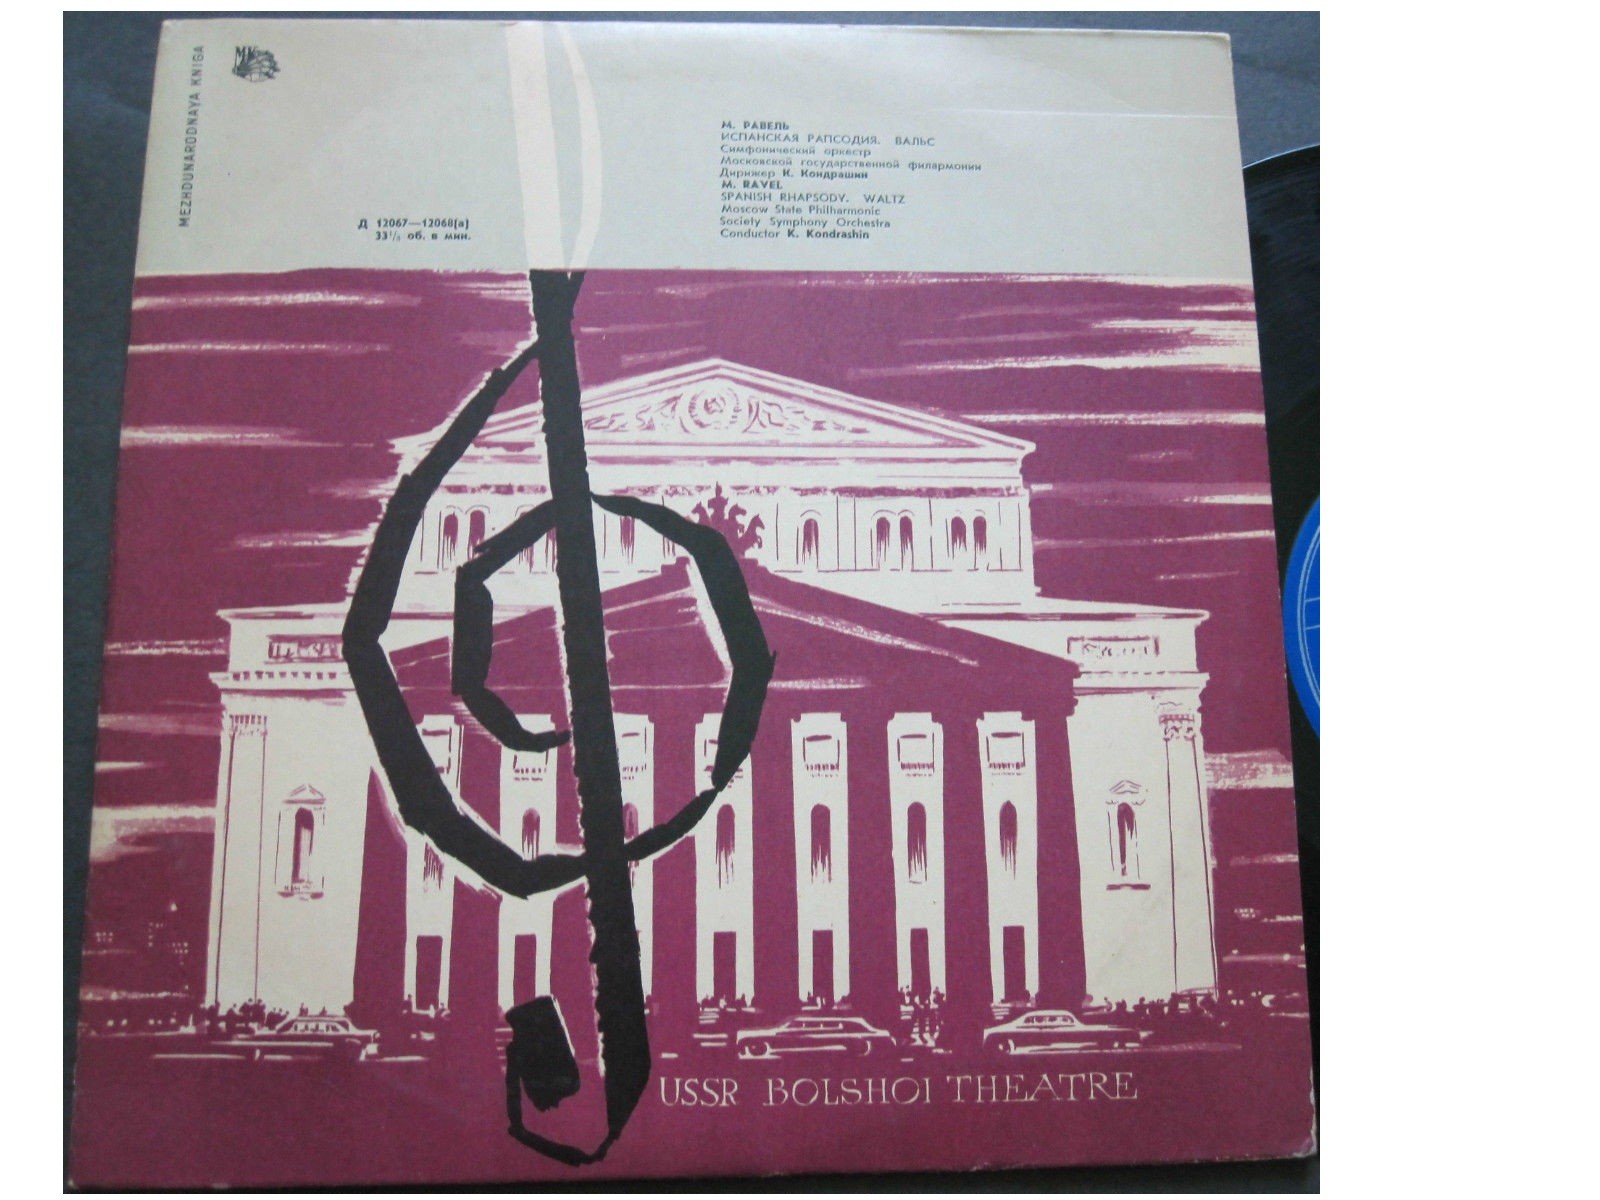 MEZHDUNARODNAYA KNIGA
МК
М. РАВЕЛЬ
ИСПАНСКАЯ РАПСОДИЯ. ВАЛЬС
Симфонический оркестр
Московской государственной филармонии
Дирижер К. Кондрашин
M. RAVEL
SPANISH RHAPSODY. WALTZ
Moscow State Philharmonic
Society Symphony Orchestra
Conductor K. Kondrashin
Д 12067—12068(а)
33⅓ об. в мин.
USSR BOLSHOI THEATRE